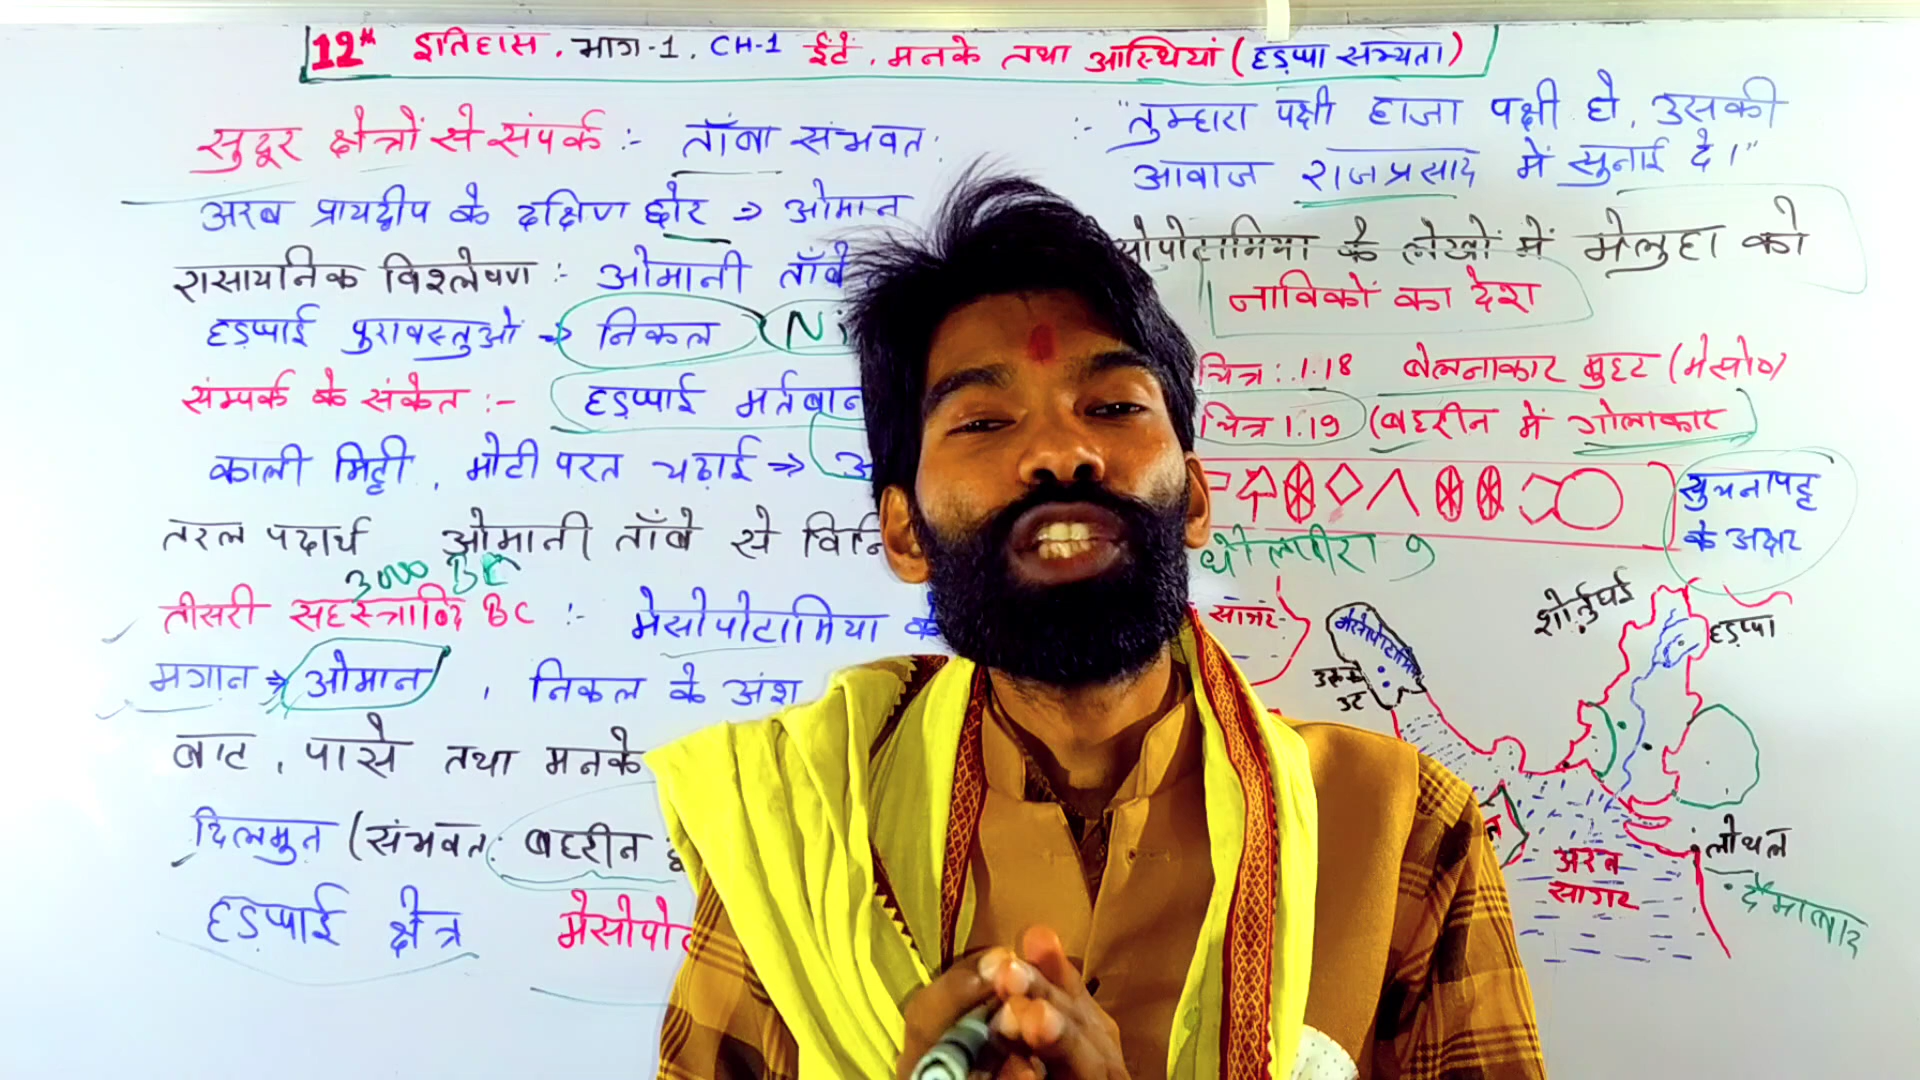 12th इतिहास, भाग-1, CH-1 ईंटें, मनके तथा अस्थियां (हड़प्पा सभ्यता)
सुदूर क्षेत्रों से संपर्क :- ताँबा संभवत:
अरब प्रायद्वीप के दक्षिण छोर ⇒ ओमान
रासायनिक विश्लेषण :- ओमानी ताँबे
हड़प्पाई पुरावस्तुओं → निकल Ni
संम्पर्क के संकेत :- हड़प्पाई मर्तबान
काली मिट्टी, मोटी परत चढ़ाई ⇒
तरल पदार्थ ओमानी ताँबे से
3000 BC
तीसरी सहस्त्राब्दि BC :- मेसोपोटामिया के
मगान ⇒ ओमान, निकल के अंश
बाट, पासे तथा मनके
दिलमुन (संभवत: बहरीन
हड़प्पाई क्षेत्र मेसोपो
:- "तुम्हारा पक्षी हाजा पक्षी हो, उसकी
आवाज राजप्रसाद में सुनाई दे।"
के लेखों में मेलुहा को
नाविकों का देश
चित्र :. 1.18 बेलनाकार मुहर (मेसोपो)
चित्र 1.19 (बहरीन में गोलाकार)
सुचनापट्ट
के अक्षर
धोलावीरा
शोर्तुघई
हड़प्पा
मेसोपोटामिया
उर
लोथल
अरब
सागर
दैमाबाद